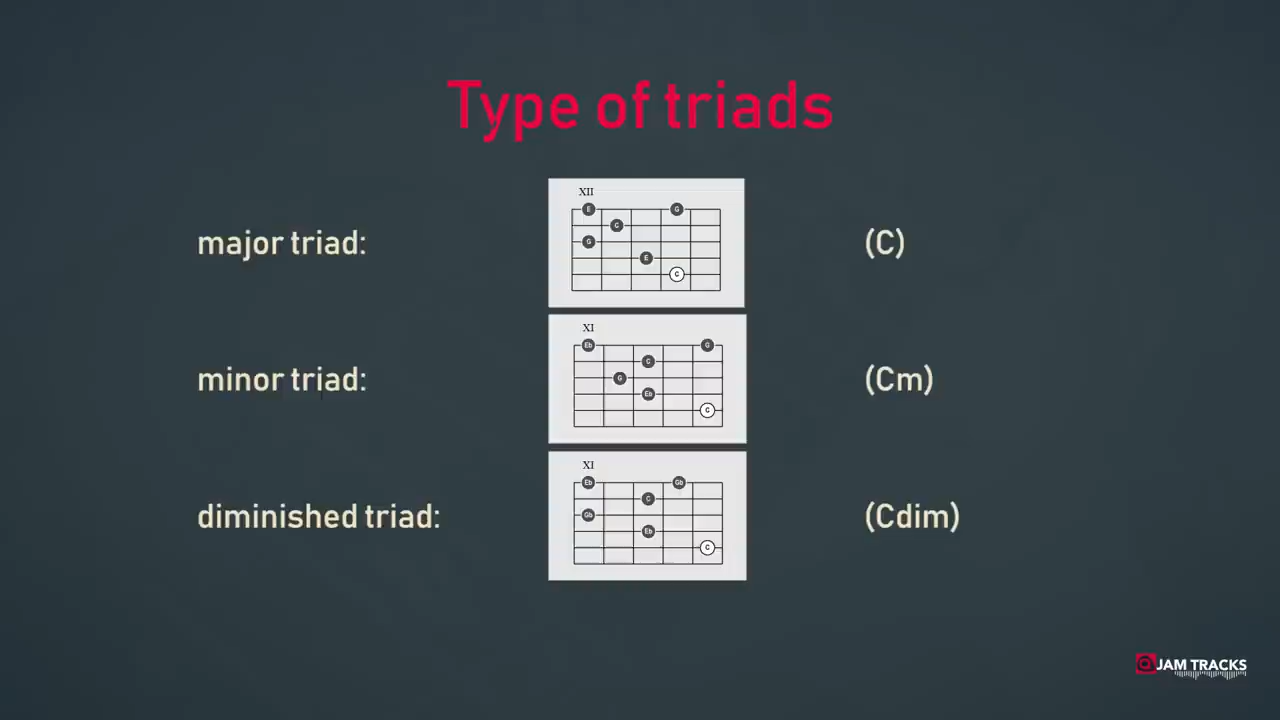 Type of triads
XII
E G
C
major triad: (C)
G
E
C
XI
Eb G
C
minor triad: (Cm)
G
Eb
C
XI
Eb Gb
C
diminished triad: (Cdim)
Gb
Eb
C
JAM TRACKS